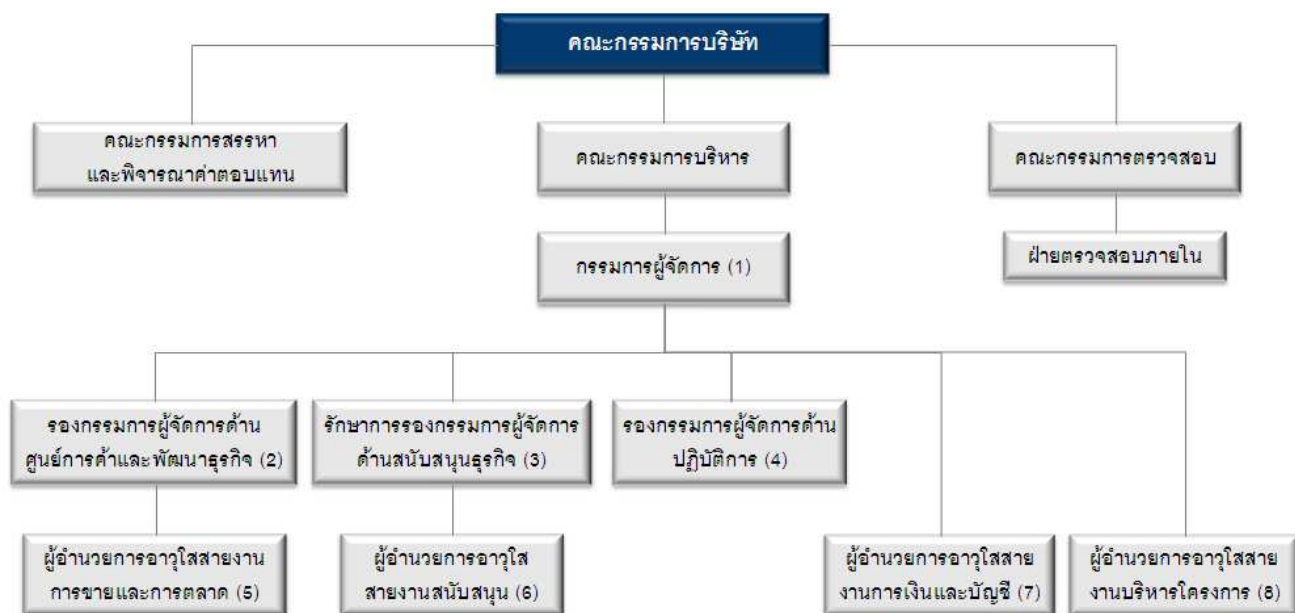 คณะกรรมการบริษัท
คณะกรรมการสรรหา
และพิจารณาค่าตอบแทน
คณะกรรมการบริหาร
คณะกรรมการตรวจสอบ
กรรมการผู้จัดการ (1)
ฝ่ายตรวจสอบภายใน
รองกรรมการผู้จัดการด้าน
ศูนย์การค้าและพัฒนาธุรกิจ (2)
รักษาการรองกรรมการผู้จัดการ
ด้านสนับสนุนธุรกิจ (3)
รองกรรมการผู้จัดการด้าน
ปฏิบัติการ (4)
ผู้อำนวยการอาวุโสสายงาน
การขายและการตลาด (5)
ผู้อำนวยการอาวุโส
สายงานสนับสนุน (6)
ผู้อำนวยการอาวุโสสาย
งานการเงินและบัญชี (7)
ผู้อำนวยการอาวุโสสาย
งานบริหารโครงการ (8)